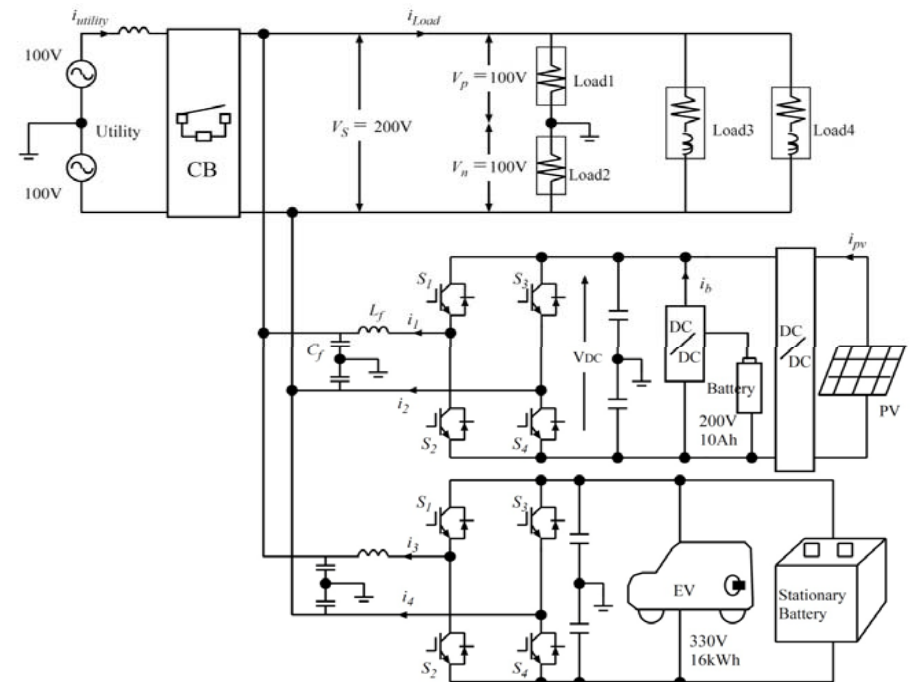 i_utility
i_Load
100V
Utility
100V
CB
V_S = 200V
V_p = 100V
V_n = 100V
Load1
Load2
Load3
Load4
i_pv
S_1
S_3
i_b
L_f
i_1
C_f
V_DC
DC
DC
DC
DC
Battery
PV
i_2
200V
10Ah
S_2
S_4
S_1
S_3
i_3
i_4
EV
Stationary
Battery
330V
16kWh
S_2
S_4